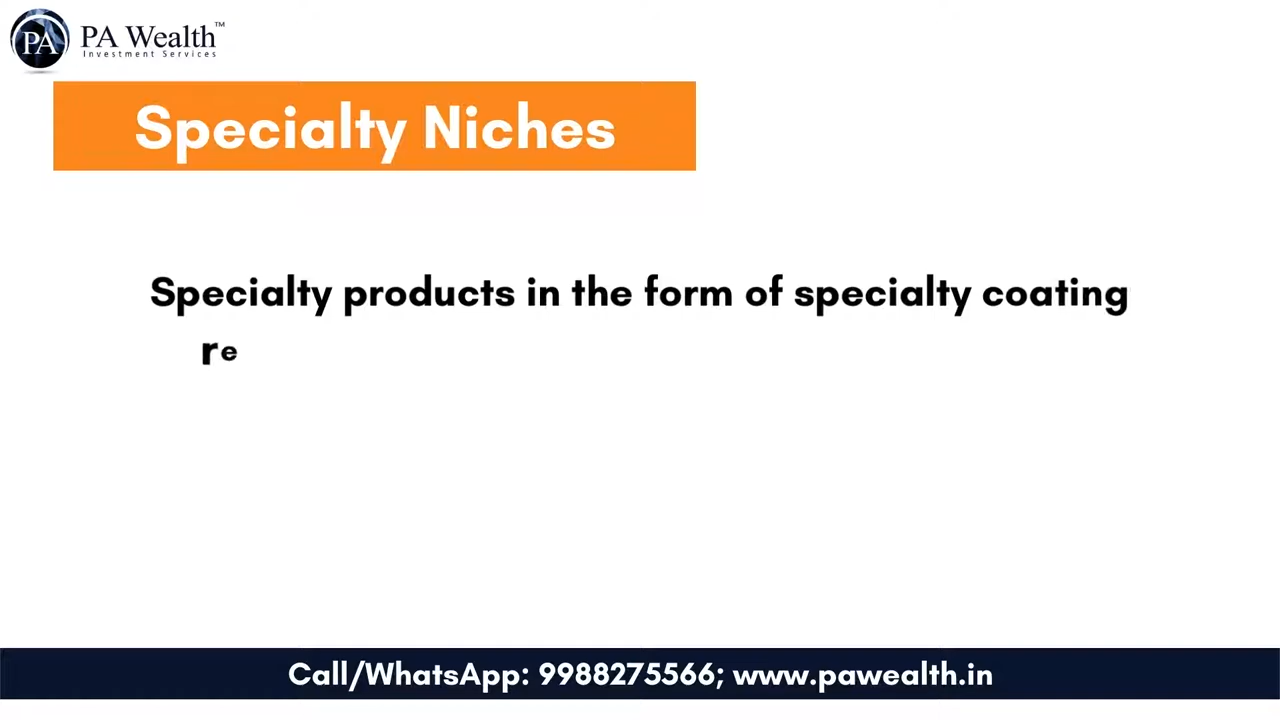 PA
PA Wealth™
Investment Services
Specialty Niches
Specialty products in the form of specialty coating
re
Call/WhatsApp: 9988275566; www.pawealth.in